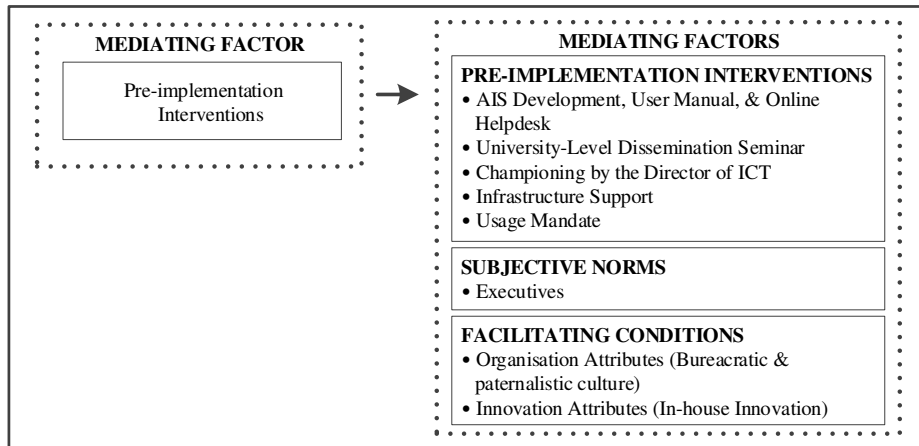 MEDIATING FACTOR
Pre-implementation
Interventions
MEDIATING FACTORS
PRE-IMPLEMENTATION INTERVENTIONS
• AIS Development, User Manual, & Online
Helpdesk
• University-Level Dissemination Seminar
• Championing by the Director of ICT
• Infrastructure Support
• Usage Mandate
SUBJECTIVE NORMS
• Executives
FACILITATING CONDITIONS
• Organisation Attributes (Bureacratic &
paternalistic culture)
• Innovation Attributes (In-house Innovation)